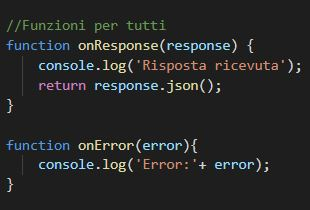 //Funzioni per tutti
function onResponse(response) {
    console.log('Risposta ricevuta');
    return response.json();
}

function onError(error){
    console.log('Error:'+ error);
}